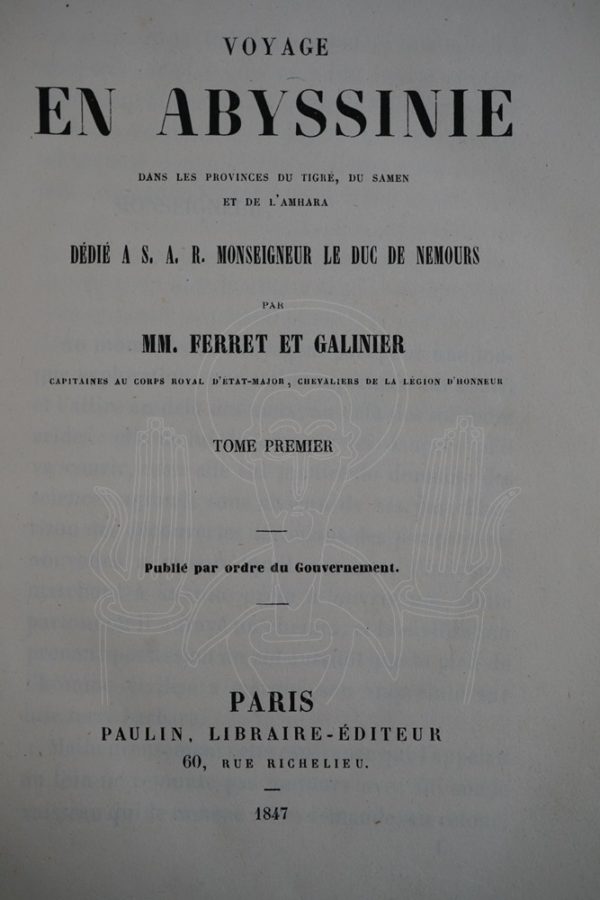 VOYAGE
EN ABYSSINIE
DANS LES PROVINCES DU TIGRÉ, DU SAMEN
ET DE L'AMHARA
DÉDIÉ A S. A. R. MONSEIGNEUR LE DUC DE NEMOURS
PAR
MM. FERRET ET GALINIER
CAPITAINES AU CORPS ROYAL D'ÉTAT-MAJOR, CHEVALIERS DE LA LÉGION D'HONNEUR
TOME PREMIER
Publié par ordre du Gouvernement.
PARIS
PAULIN, LIBRAIRE-ÉDITEUR
60, RUE RICHELIEU.
1847